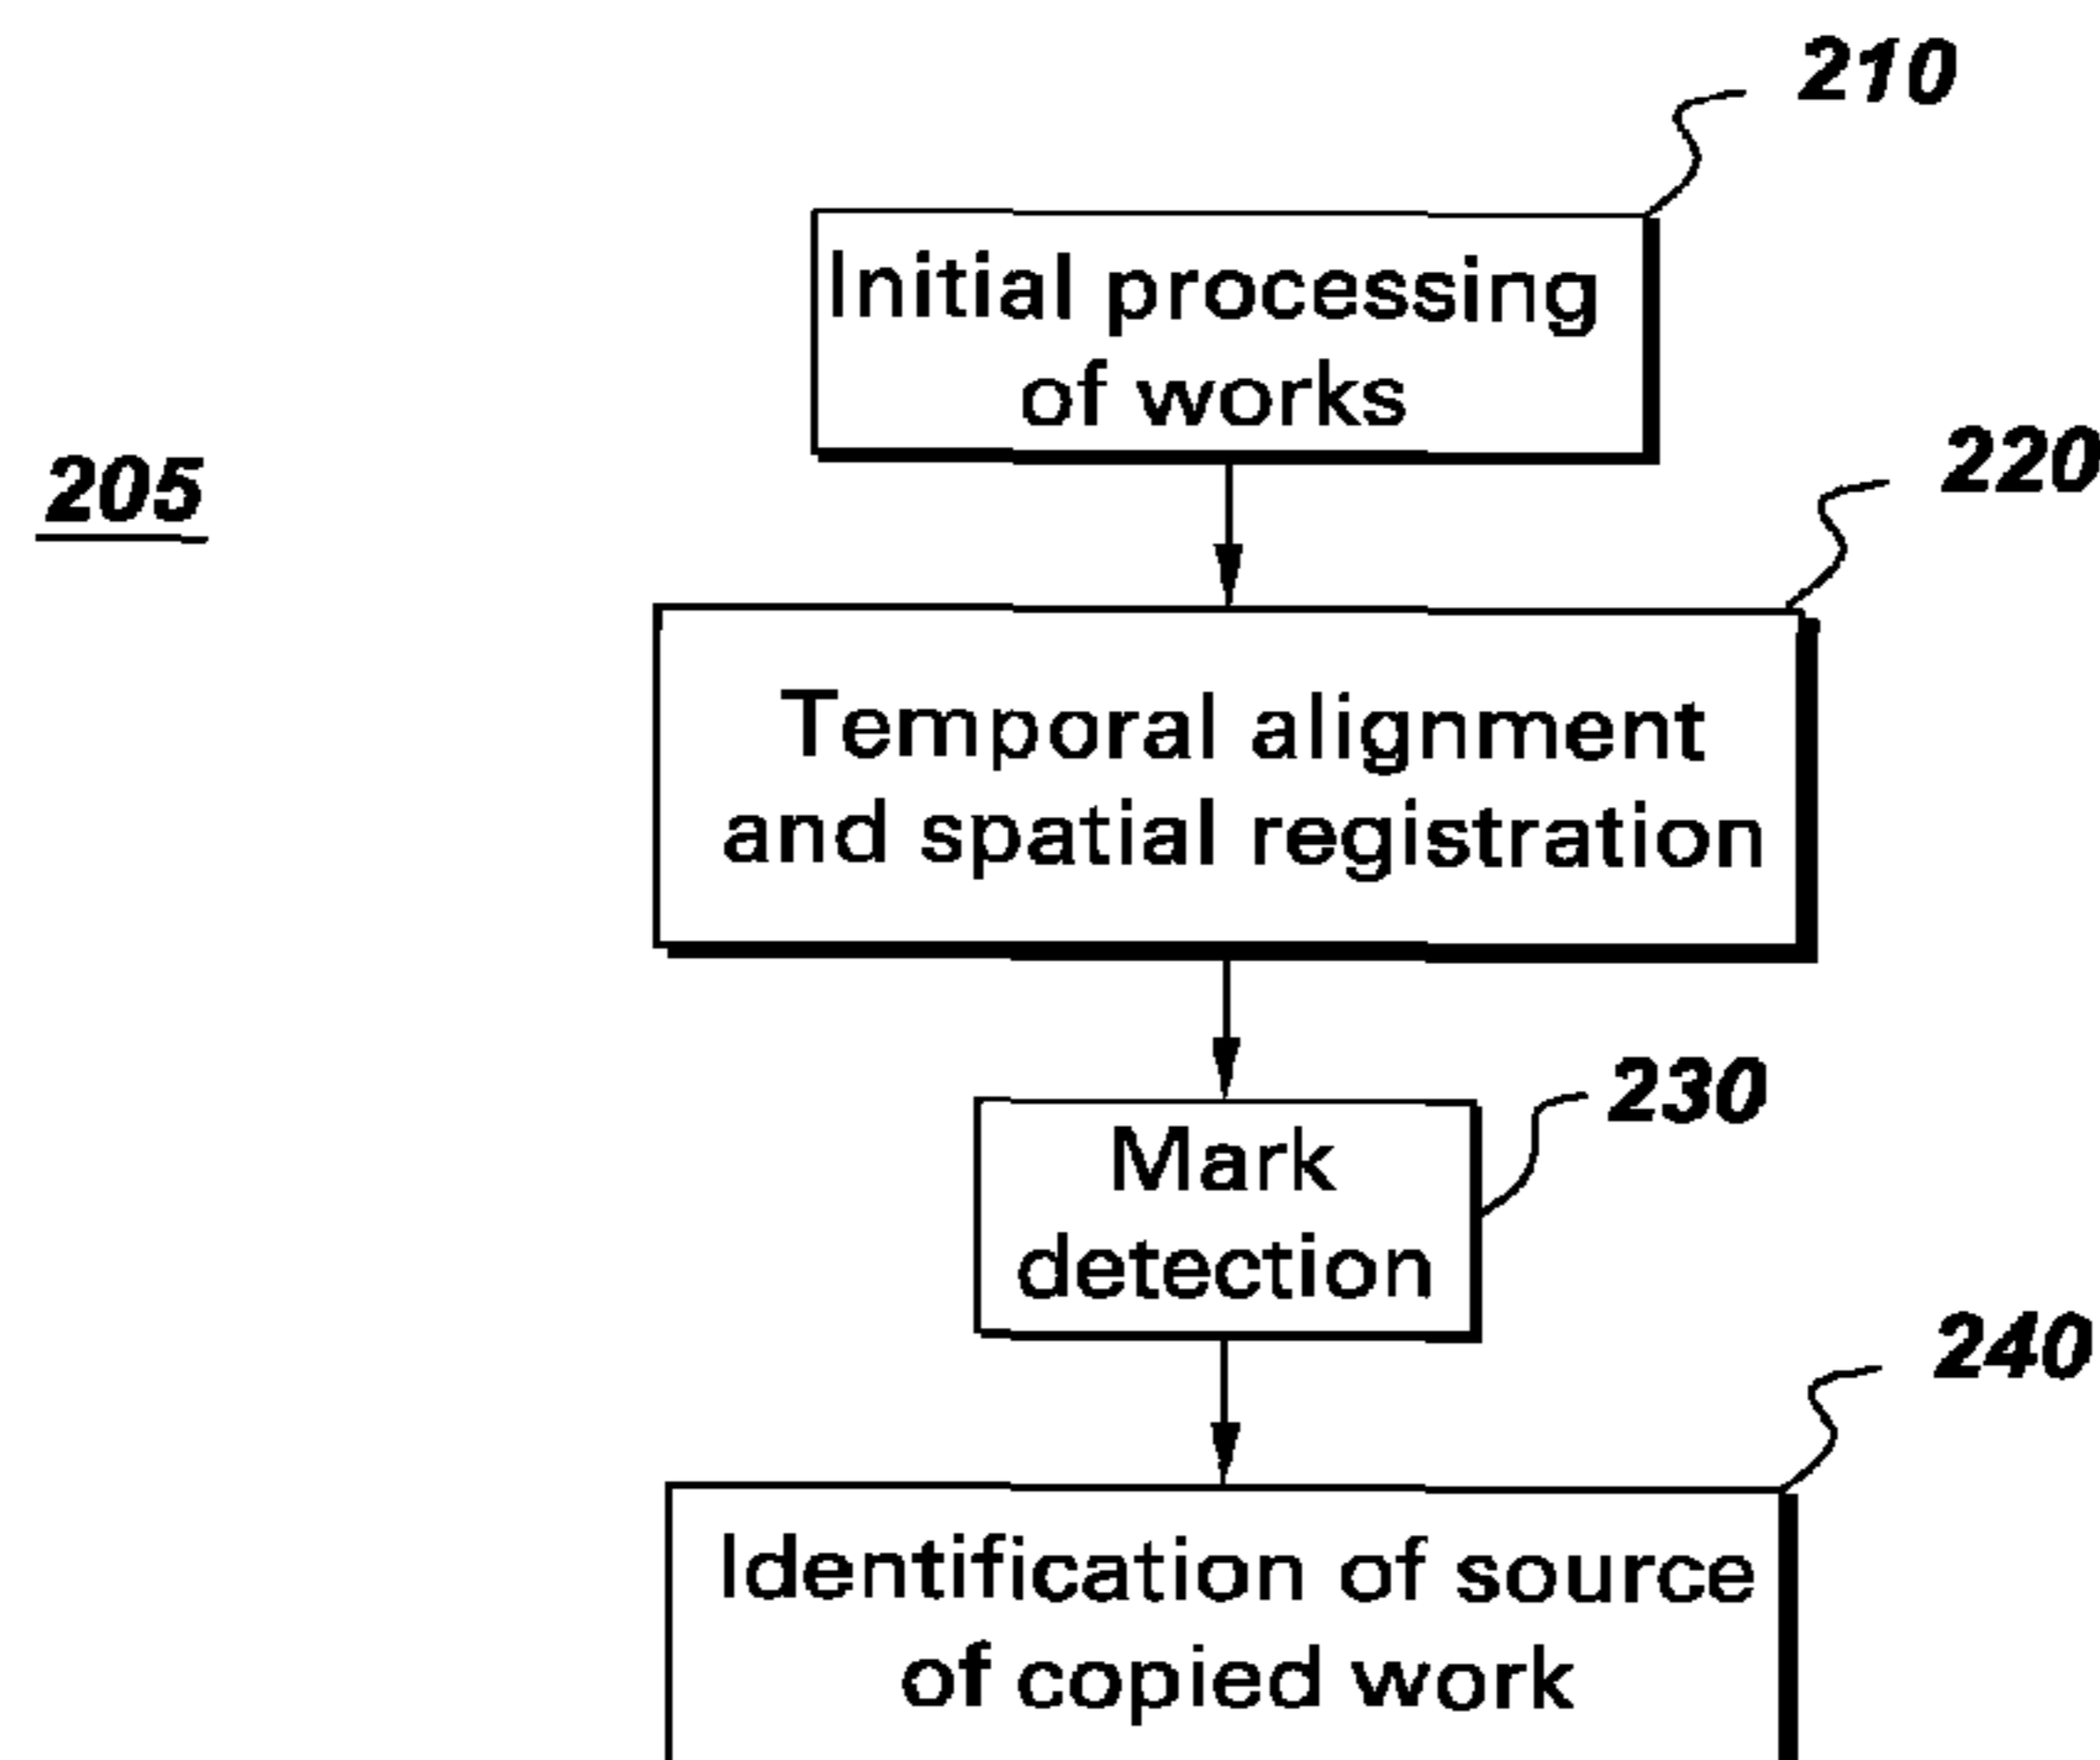 210
Initial processing
of works
205
220
Temporal alignment
and spatial registration
230
Mark
detection
240
Identification of source
of copied work